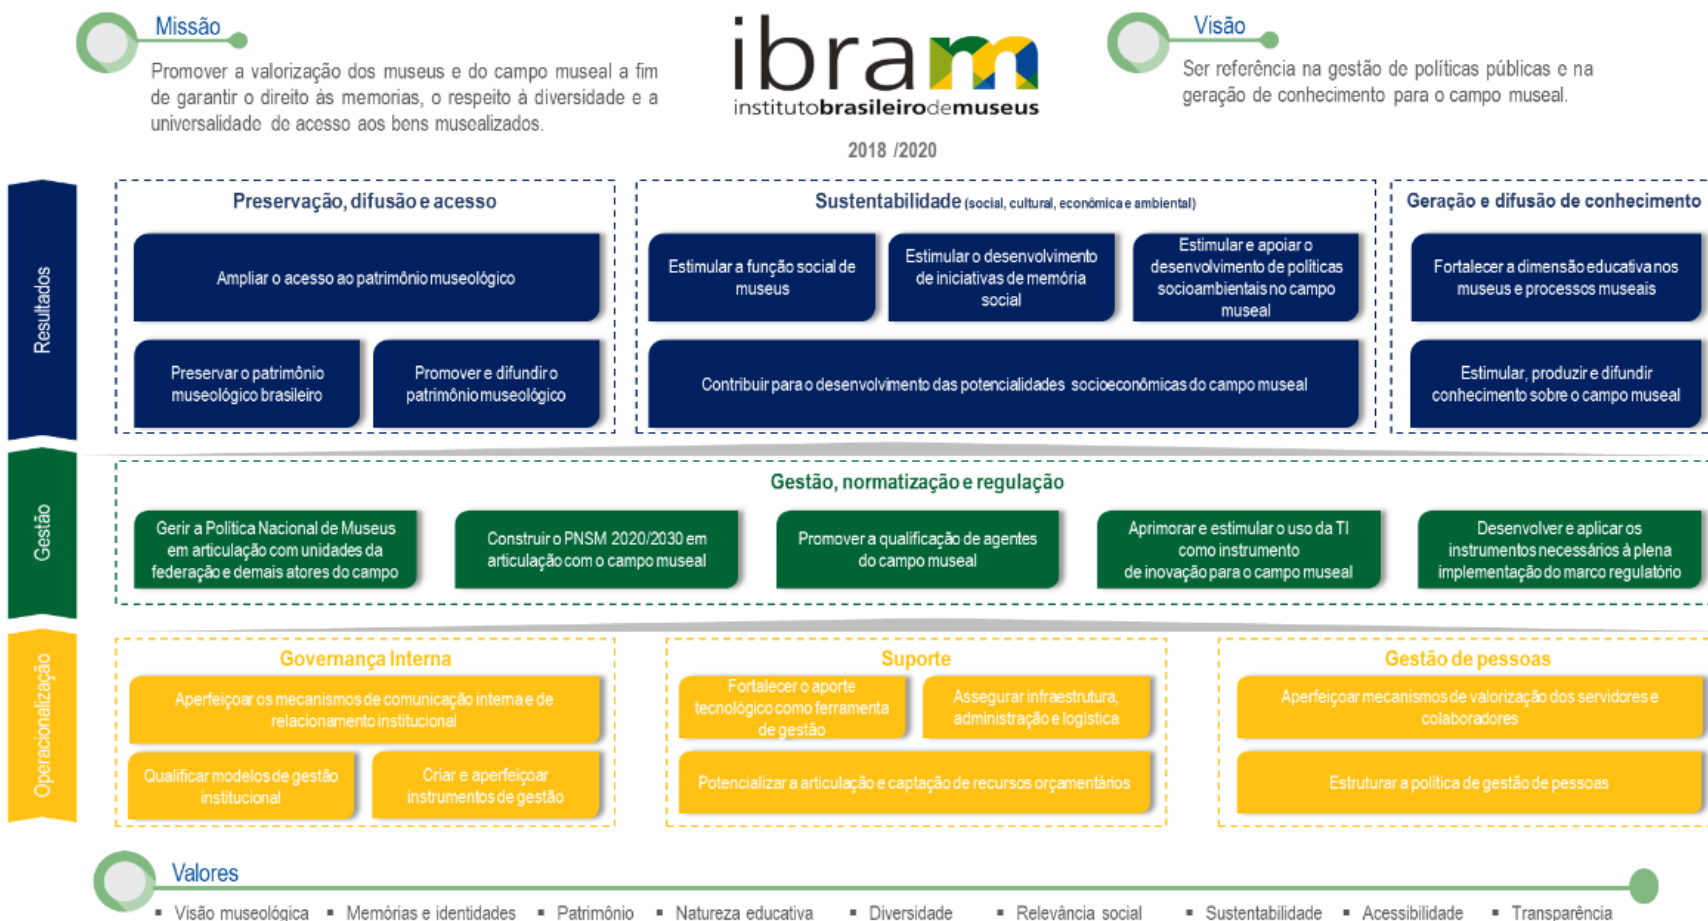 Missão
Promover a valorização dos museus e do campo museal a fim
de garantir o direito às memorias, o respeito à diversidade e a
universalidade de acesso aos bens musealizados.
ibram
institutobrasileirodemuseus
2018 /2020
Visão
Ser referência na gestão de políticas públicas e na
geração de conhecimento para o campo museal.
Resultados
Preservação, difusão e acesso
Ampliar o acesso ao patrimônio museológico
Preservar o patrimônio
museológico brasileiro
Promover e difundir o
patrimônio museológico
Sustentabilidade (social, cultural, econômica e ambiental)
Estimular a função social de
museus
Estimular o desenvolvimento
de iniciativas de memória
social
Estimular e apoiar o
desenvolvimento de políticas
socioambientais no campo
museal
Contribuir para o desenvolvimento das potencialidades socioeconômicas do campo museal
Geração e difusão de conhecimento
Fortalecer a dimensão educativa nos
museus e processos museais
Estimular, produzir e difundir
conhecimento sobre o campo museal
Gestão
Gestão, normatização e regulação
Gerir a Política Nacional de Museus
em articulação com unidades da
federação e demais atores do campo
Construir o PNSM 2020/2030 em
articulação com o campo museal
Promover a qualificação de agentes
do campo museal
Aprimorar e estimular o uso da TI
como instrumento
de inovação para o campo museal
Desenvolver e aplicar os
instrumentos necessários à plena
implementação do marco regulatório
Operacionalização
Governança Interna
Aperfeiçoar os mecanismos de comunicação interna e de
relacionamento institucional
Qualificar modelos de gestão
institucional
Criar e aperfeiçoar
instrumentos de gestão
Suporte
Fortalecer o aporte
tecnológico como ferramenta
de gestão
Assegurar infraestrutura,
administração e logística
Potencializar a articulação e captação de recursos orçamentários
Gestão de pessoas
Aperfeiçoar mecanismos de valorização dos servidores e
colaboradores
Estruturar a política de gestão de pessoas
Valores
▪ Visão museológica ▪ Memórias e identidades ▪ Patrimônio ▪ Natureza educativa ▪ Diversidade ▪ Relevância social ▪ Sustentabilidade ▪ Acessibilidade ▪ Transparência